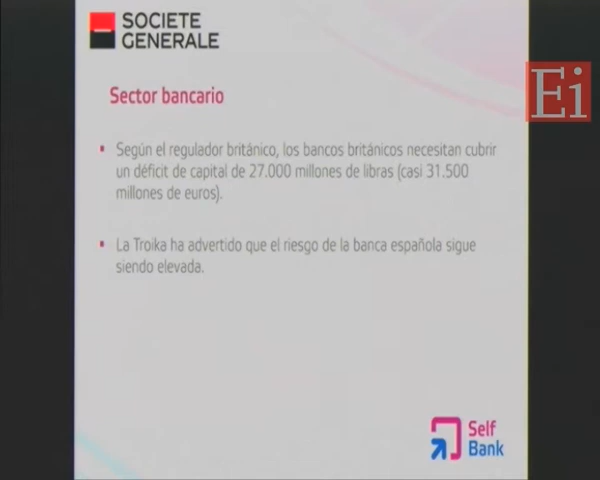 SOCIETE
GENERALE
Ei
Sector bancario
Según el regulador británico, los bancos británicos necesitan cubrir
un déficit de capital de 27.000 millones de libras (casi 31.500
millones de euros).
La Troika ha advertido que el riesgo de la banca española sigue
siendo elevada.
Self
Bank